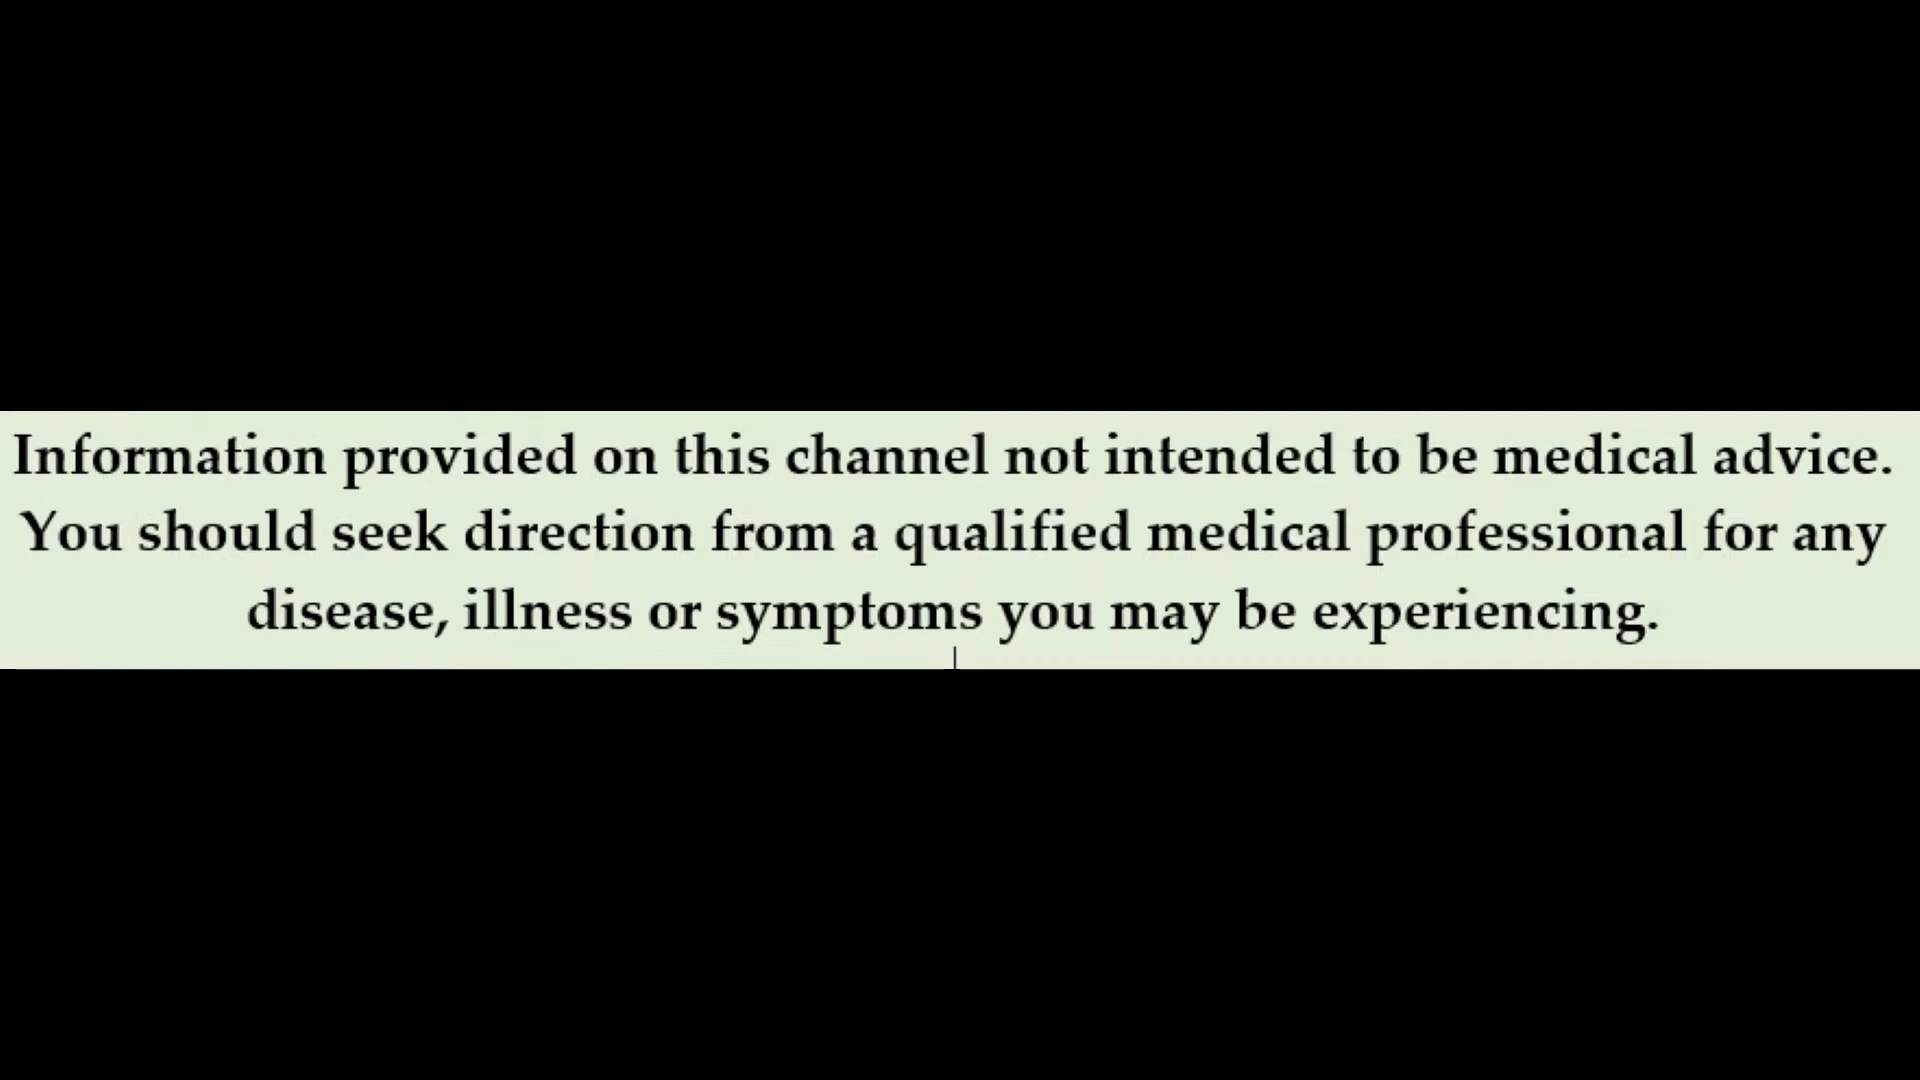 Information provided on this channel not intended to be medical advice.
You should seek direction from a qualified medical professional for any
disease, illness or symptoms you may be experiencing.